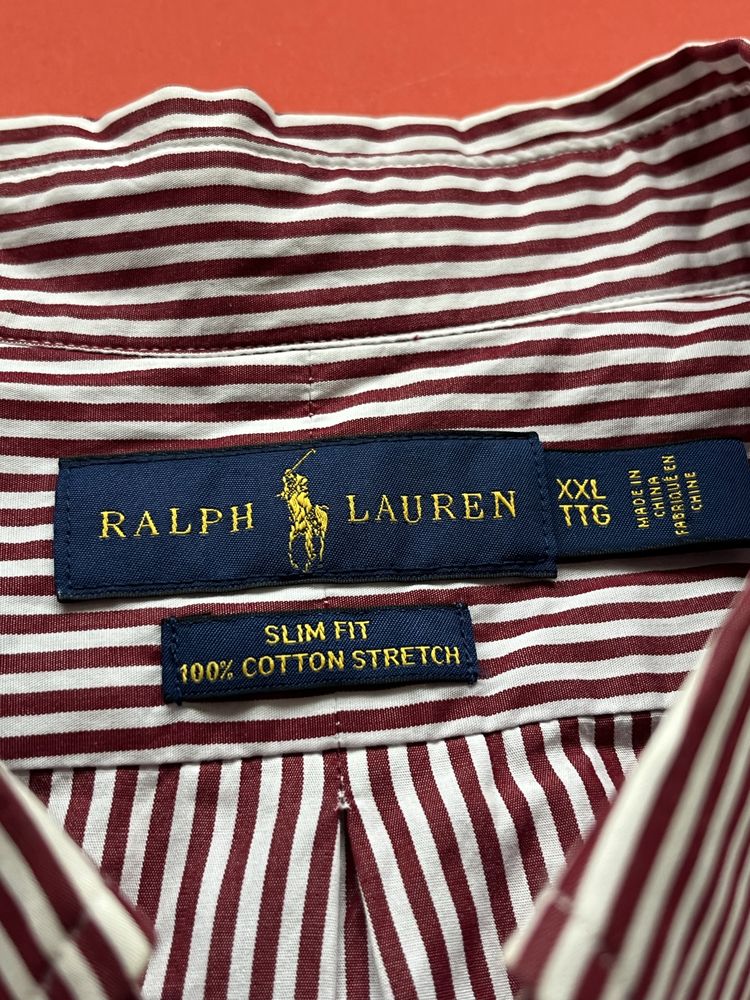 RALPH LAUREN
XXL
TTG
MADE IN
CHINA
FABRIQUÉ EN
CHINE
SLIM FIT
100% COTTON STRETCH